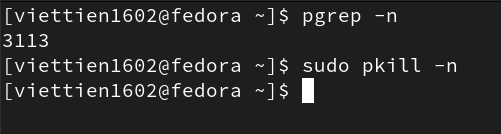 [viettien1602@fedora ~]$ pgrep -n
3113
[viettien1602@fedora ~]$ sudo pkill -n
[viettien1602@fedora ~]$